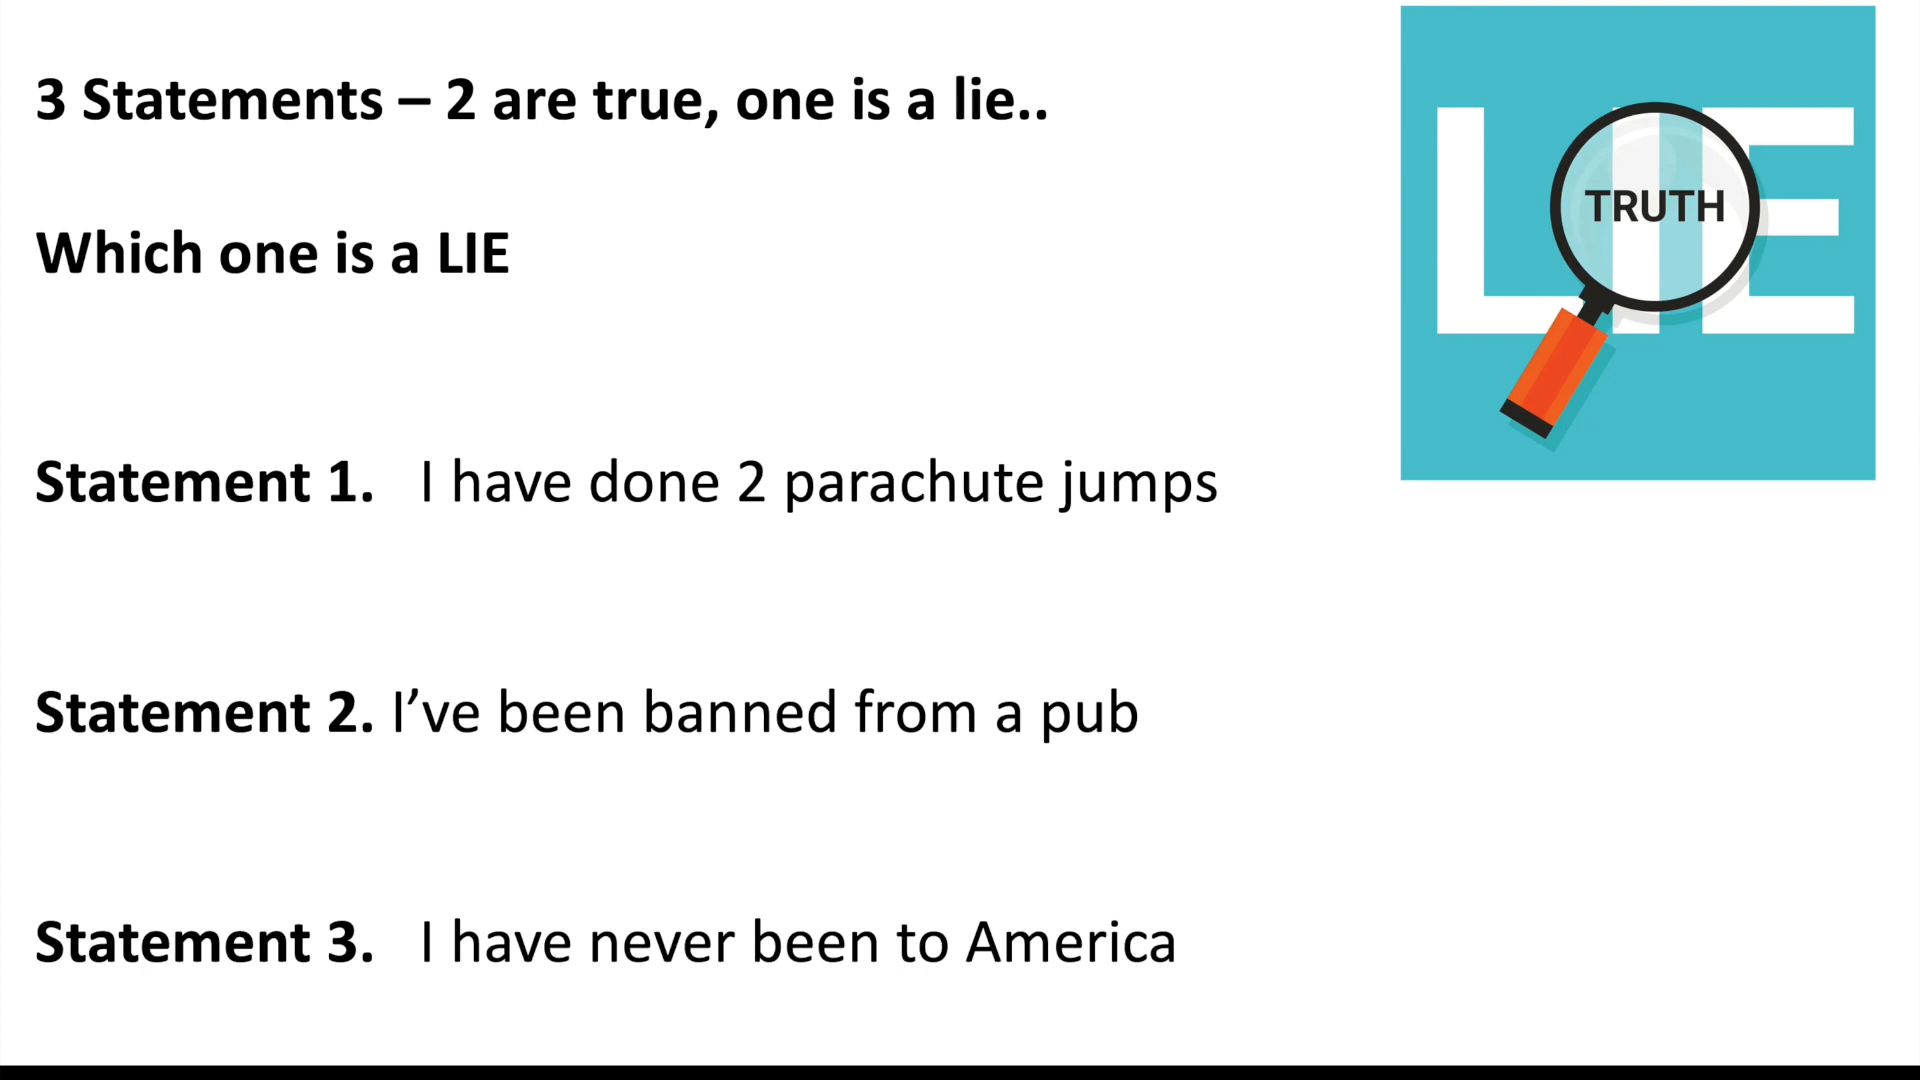 3 Statements – 2 are true, one is a lie..
Which one is a LIE
LIE
TRUTH
Statement 1. I have done 2 parachute jumps
Statement 2. I’ve been banned from a pub
Statement 3. I have never been to America